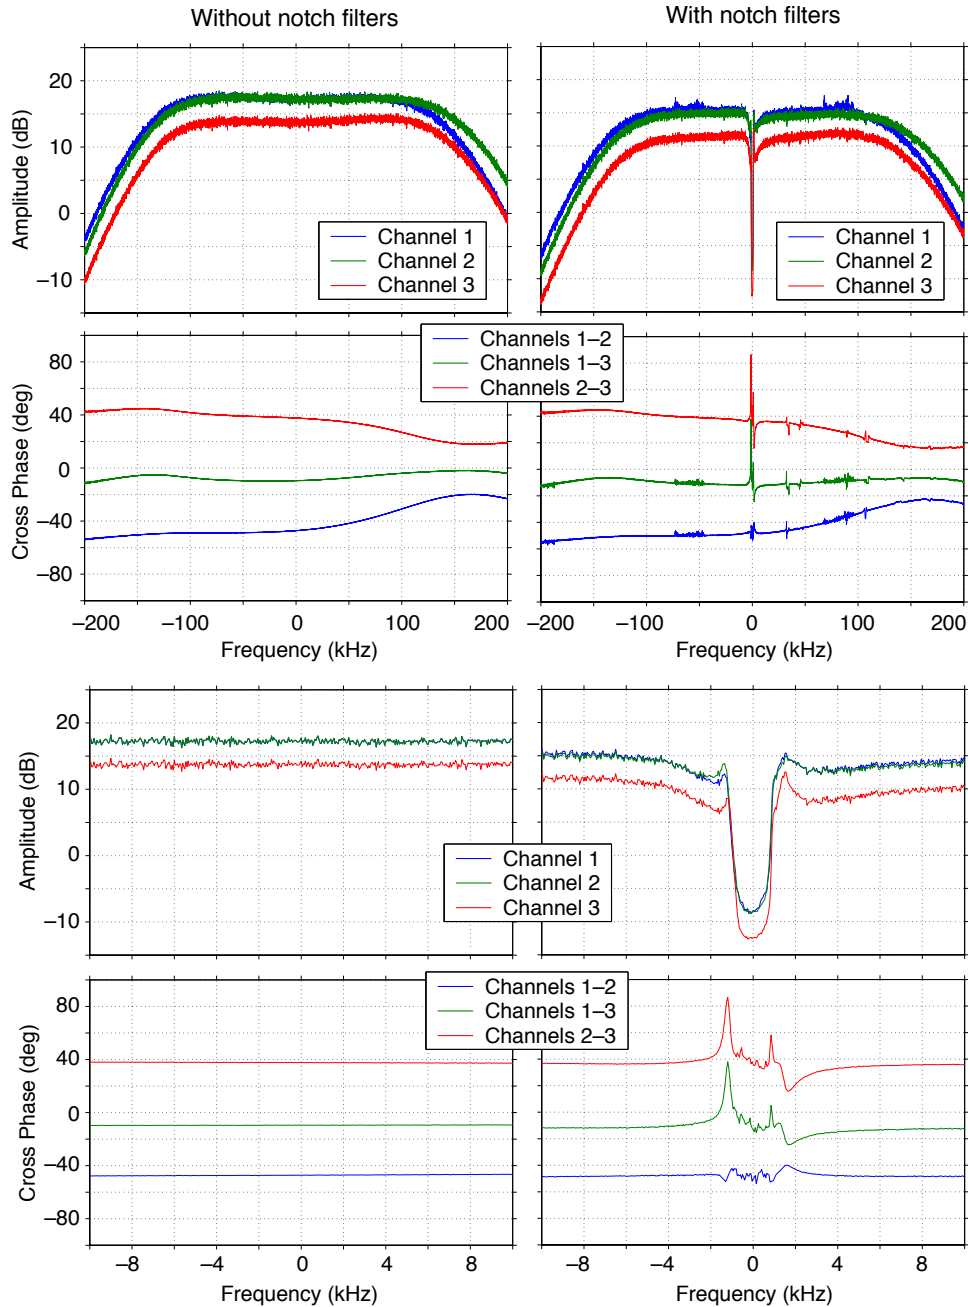 Without notch filters
With notch filters
Amplitude (dB)
20
10
0
−10
Channel 1
Channel 2
Channel 3
Channel 1
Channel 2
Channel 3
Cross Phase (deg)
80
40
0
−40
−80
Channels 1–2
Channels 1–3
Channels 2–3
−200 −100 0 100 200
−200 −100 0 100 200
Frequency (kHz)
Frequency (kHz)
Amplitude (dB)
20
10
0
−10
Channel 1
Channel 2
Channel 3
Cross Phase (deg)
80
40
0
−40
−80
Channels 1–2
Channels 1–3
Channels 2–3
−8 −4 0 4 8
−8 −4 0 4 8
Frequency (kHz)
Frequency (kHz)